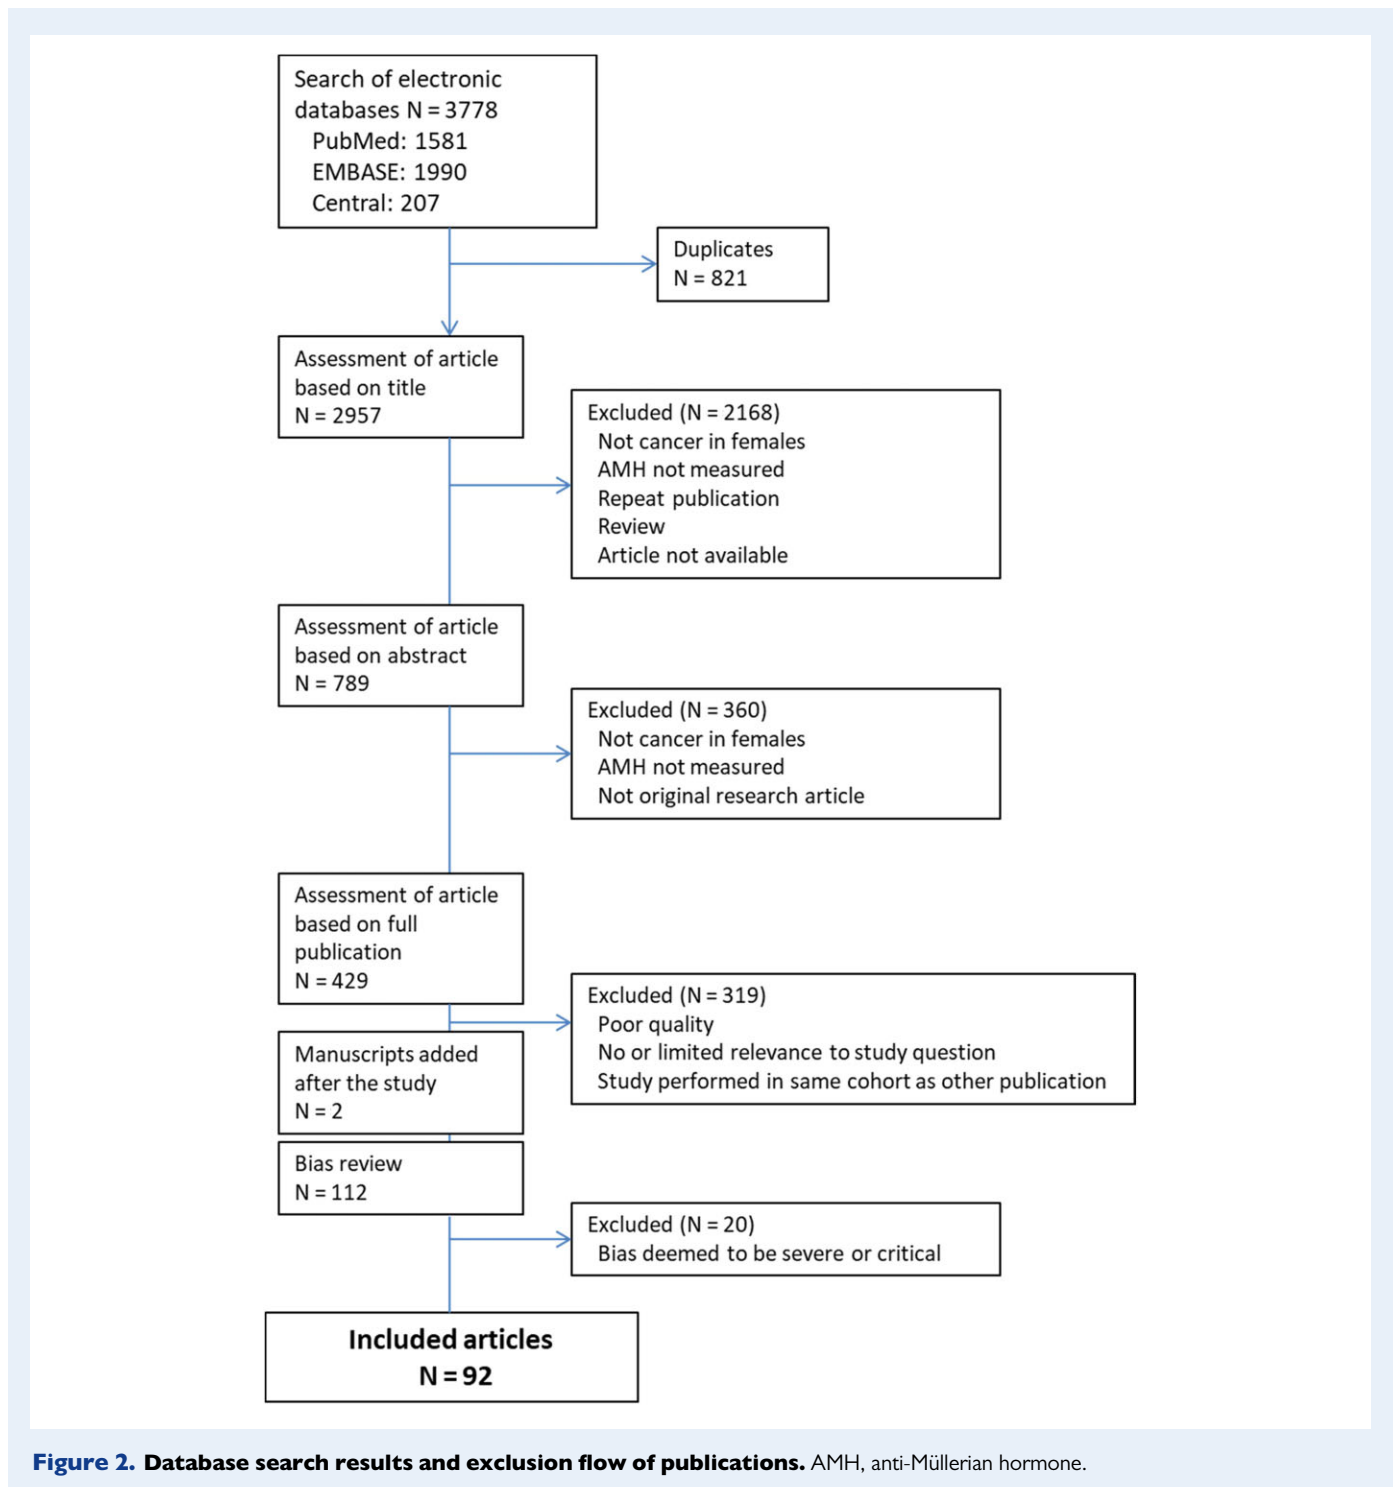 Search of electronic
databases N = 3778
PubMed: 1581
EMBASE: 1990
Central: 207
Duplicates
N = 821
Assessment of article
based on title
N = 2957
Excluded (N = 2168)
Not cancer in females
AMH not measured
Repeat publication
Review
Article not available
Assessment of article
based on abstract
N = 789
Excluded (N = 360)
Not cancer in females
AMH not measured
Not original research article
Assessment of article
based on full
publication
N = 429
Excluded (N = 319)
Poor quality
No or limited relevance to study question
Study performed in same cohort as other publication
Manuscripts added
after the study
N = 2
Bias review
N = 112
Excluded (N = 20)
Bias deemed to be severe or critical
Included articles
N = 92
Figure 2. Database search results and exclusion flow of publications. AMH, anti-Müllerian hormone.